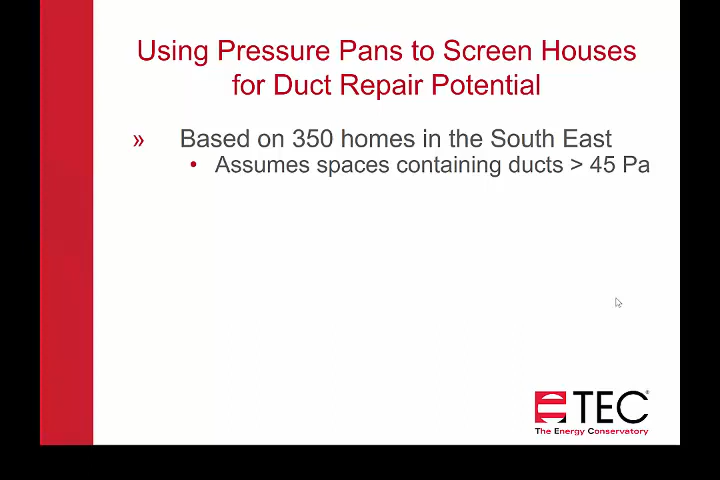 Using Pressure Pans to Screen Houses
for Duct Repair Potential
» Based on 350 homes in the South East
• Assumes spaces containing ducts > 45 Pa
TEC®
The Energy Conservatory